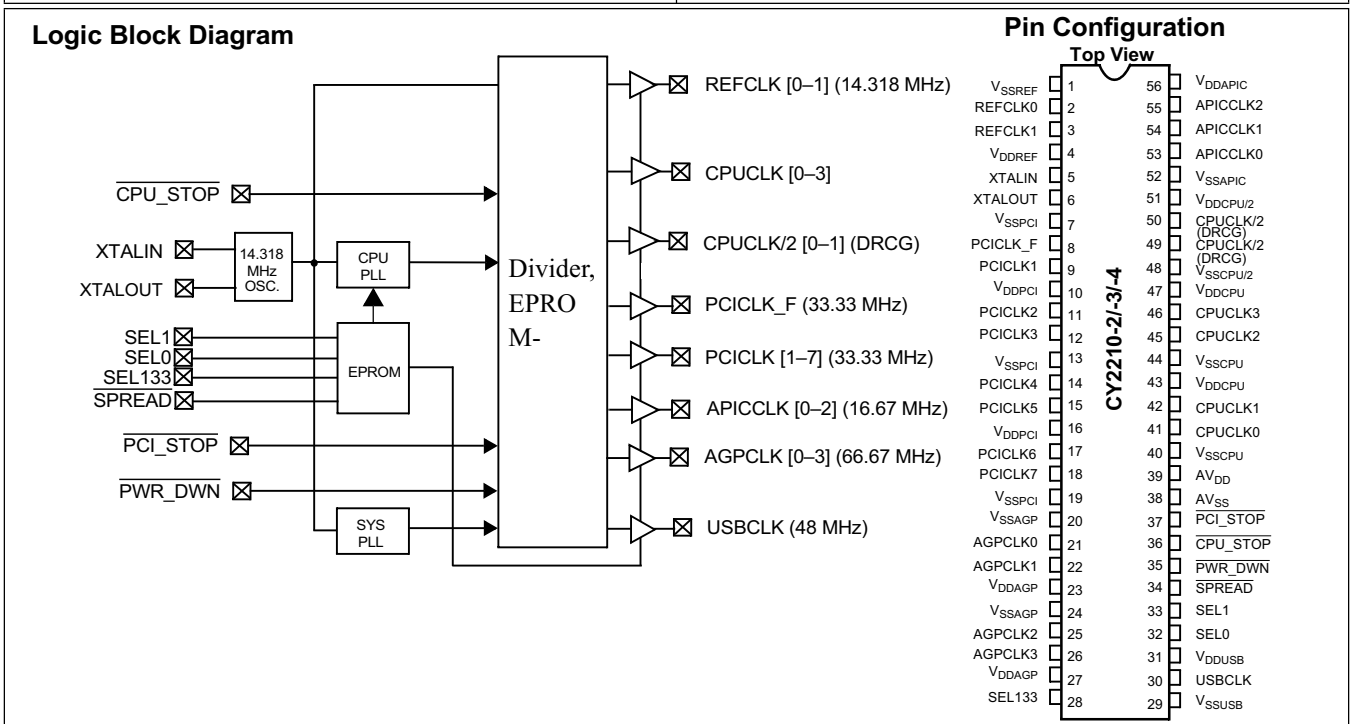 Logic Block Diagram
CPU_STOP
XTALIN
XTALOUT
14.318
MHz
OSC.
CPU
PLL
SEL1
SEL0
SEL133
SPREAD
EPROM
PCI_STOP
PWR_DWN
SYS
PLL
Divider,
EPRO
M-
REFCLK [0–1] (14.318 MHz)
CPUCLK [0–3]
CPUCLK/2 [0–1] (DRCG)
PCICLK_F (33.33 MHz)
PCICLK [1–7] (33.33 MHz)
APICCLK [0–2] (16.67 MHz)
AGPCLK [0–3] (66.67 MHz)
USBCLK (48 MHz)
Pin Configuration
Top View
CY2210-2/-3/-4
VSSREF 1
REFCLK0 2
REFCLK1 3
VDDREF 4
XTALIN 5
XTALOUT 6
VSSPCI 7
PCICLK_F 8
PCICLK1 9
VDDPCI 10
PCICLK2 11
PCICLK3 12
VSSPCI 13
PCICLK4 14
PCICLK5 15
VDDPCI 16
PCICLK6 17
PCICLK7 18
VSSPCI 19
VSSAGP 20
AGPCLK0 21
AGPCLK1 22
VDDAGP 23
VSSAGP 24
AGPCLK2 25
AGPCLK3 26
VDDAGP 27
SEL133 28
56 VDDAPIC
55 APICCLK2
54 APICCLK1
53 APICCLK0
52 VSSAPIC
51 VDDCPU/2
50 CPUCLK/2
(DRCG)
49 CPUCLK/2
(DRCG)
48 VSSCPU/2
47 VDDCPU
46 CPUCLK3
45 CPUCLK2
44 VSSCPU
43 VDDCPU
42 CPUCLK1
41 CPUCLK0
40 VSSCPU
39 AVDD
38 AVSS
37 PCI_STOP
36 CPU_STOP
35 PWR_DWN
34 SPREAD
33 SEL1
32 SEL0
31 VDDUSB
30 USBCLK
29 VSSUSB